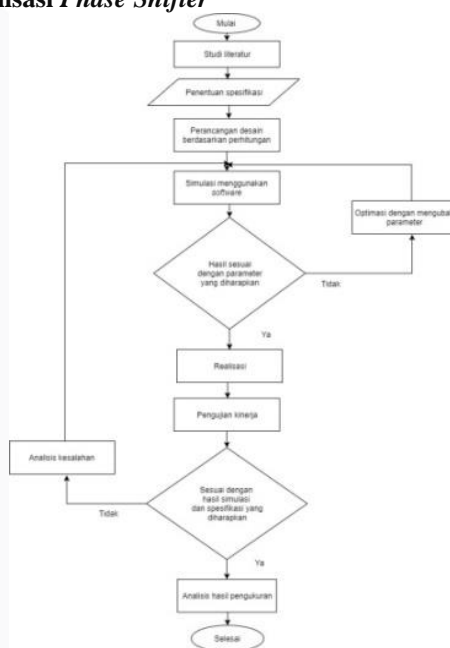 isasi Phase Shifter
Mulai
Studi literatur
Penentuan spesifikasi
Perancangan desain
berdasarkan perhitungan
Simulasi menggunakan
software
Optimasi dengan mengubah
parameter
Hasil sesuai
dengan parameter
yang diharapkan
Tidak
Ya
Realisasi
Pengujian kinerja
Analisis kesalahan
Sesuai dengan
hasil simulasi
dan spesifikasi yang
diharapkan
Tidak
Ya
Analisis hasil pengukuran
Selesai